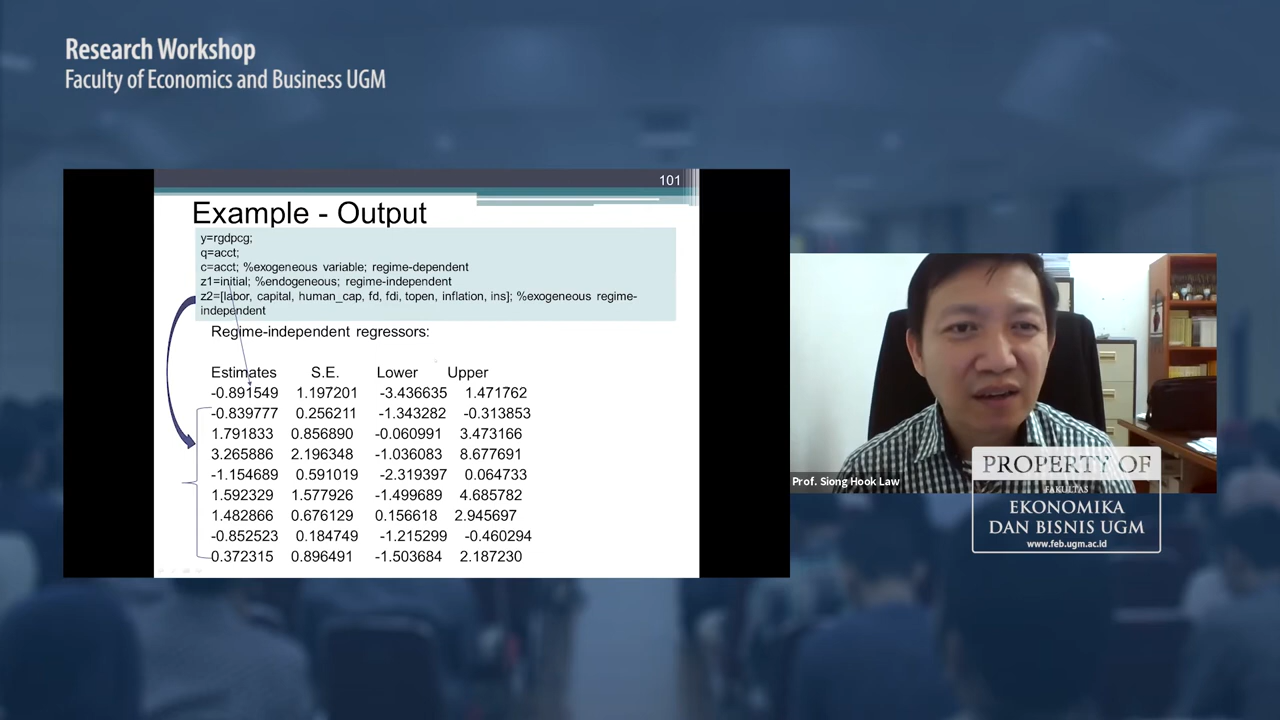 Research Workshop
Faculty of Economics and Business UGM
101
Example - Output
y=rgdpcg;
q=acct;
c=acct; %exogeneous variable; regime-dependent
z1=initial; %endogeneous; regime-independent
z2=[labor, capital, human_cap, fd, fdi, topen, inflation, ins]; %exogeneous regime-
independent
Regime-independent regressors:
Estimates S.E. Lower Upper
-0.891549 1.197201 -3.436635 1.471762
-0.839777 0.256211 -1.343282 -0.313853
1.791833 0.856890 -0.060991 3.473166
3.265886 2.196348 -1.036083 8.677691
-1.154689 0.591019 -2.319397 0.064733
1.592329 1.577926 -1.499689 4.685782
1.482866 0.676129 0.156618 2.945697
-0.852523 0.184749 -1.215299 -0.460294
0.372315 0.896491 -1.503684 2.187230
Prof. Siong Hook Law
PROPERTY OF
FAKULTAS
EKONOMIKA
DAN BISNIS UGM
www.feb.ugm.ac.id